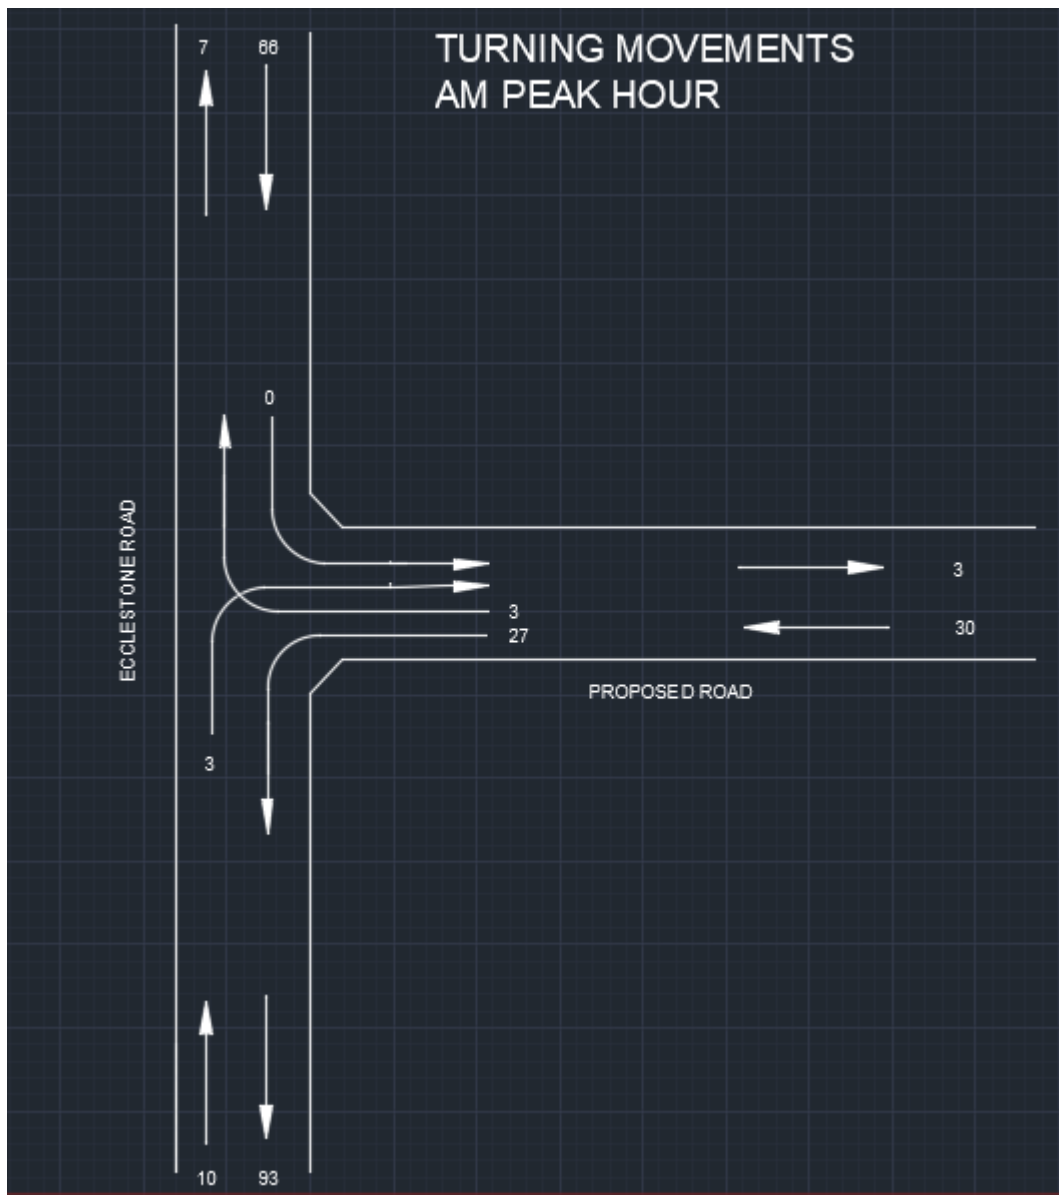 7 66
TURNING MOVEMENTS
AM PEAK HOUR
0
ECCLESTONE ROAD
3
3
27
30
PROPOSED ROAD
3
10 93